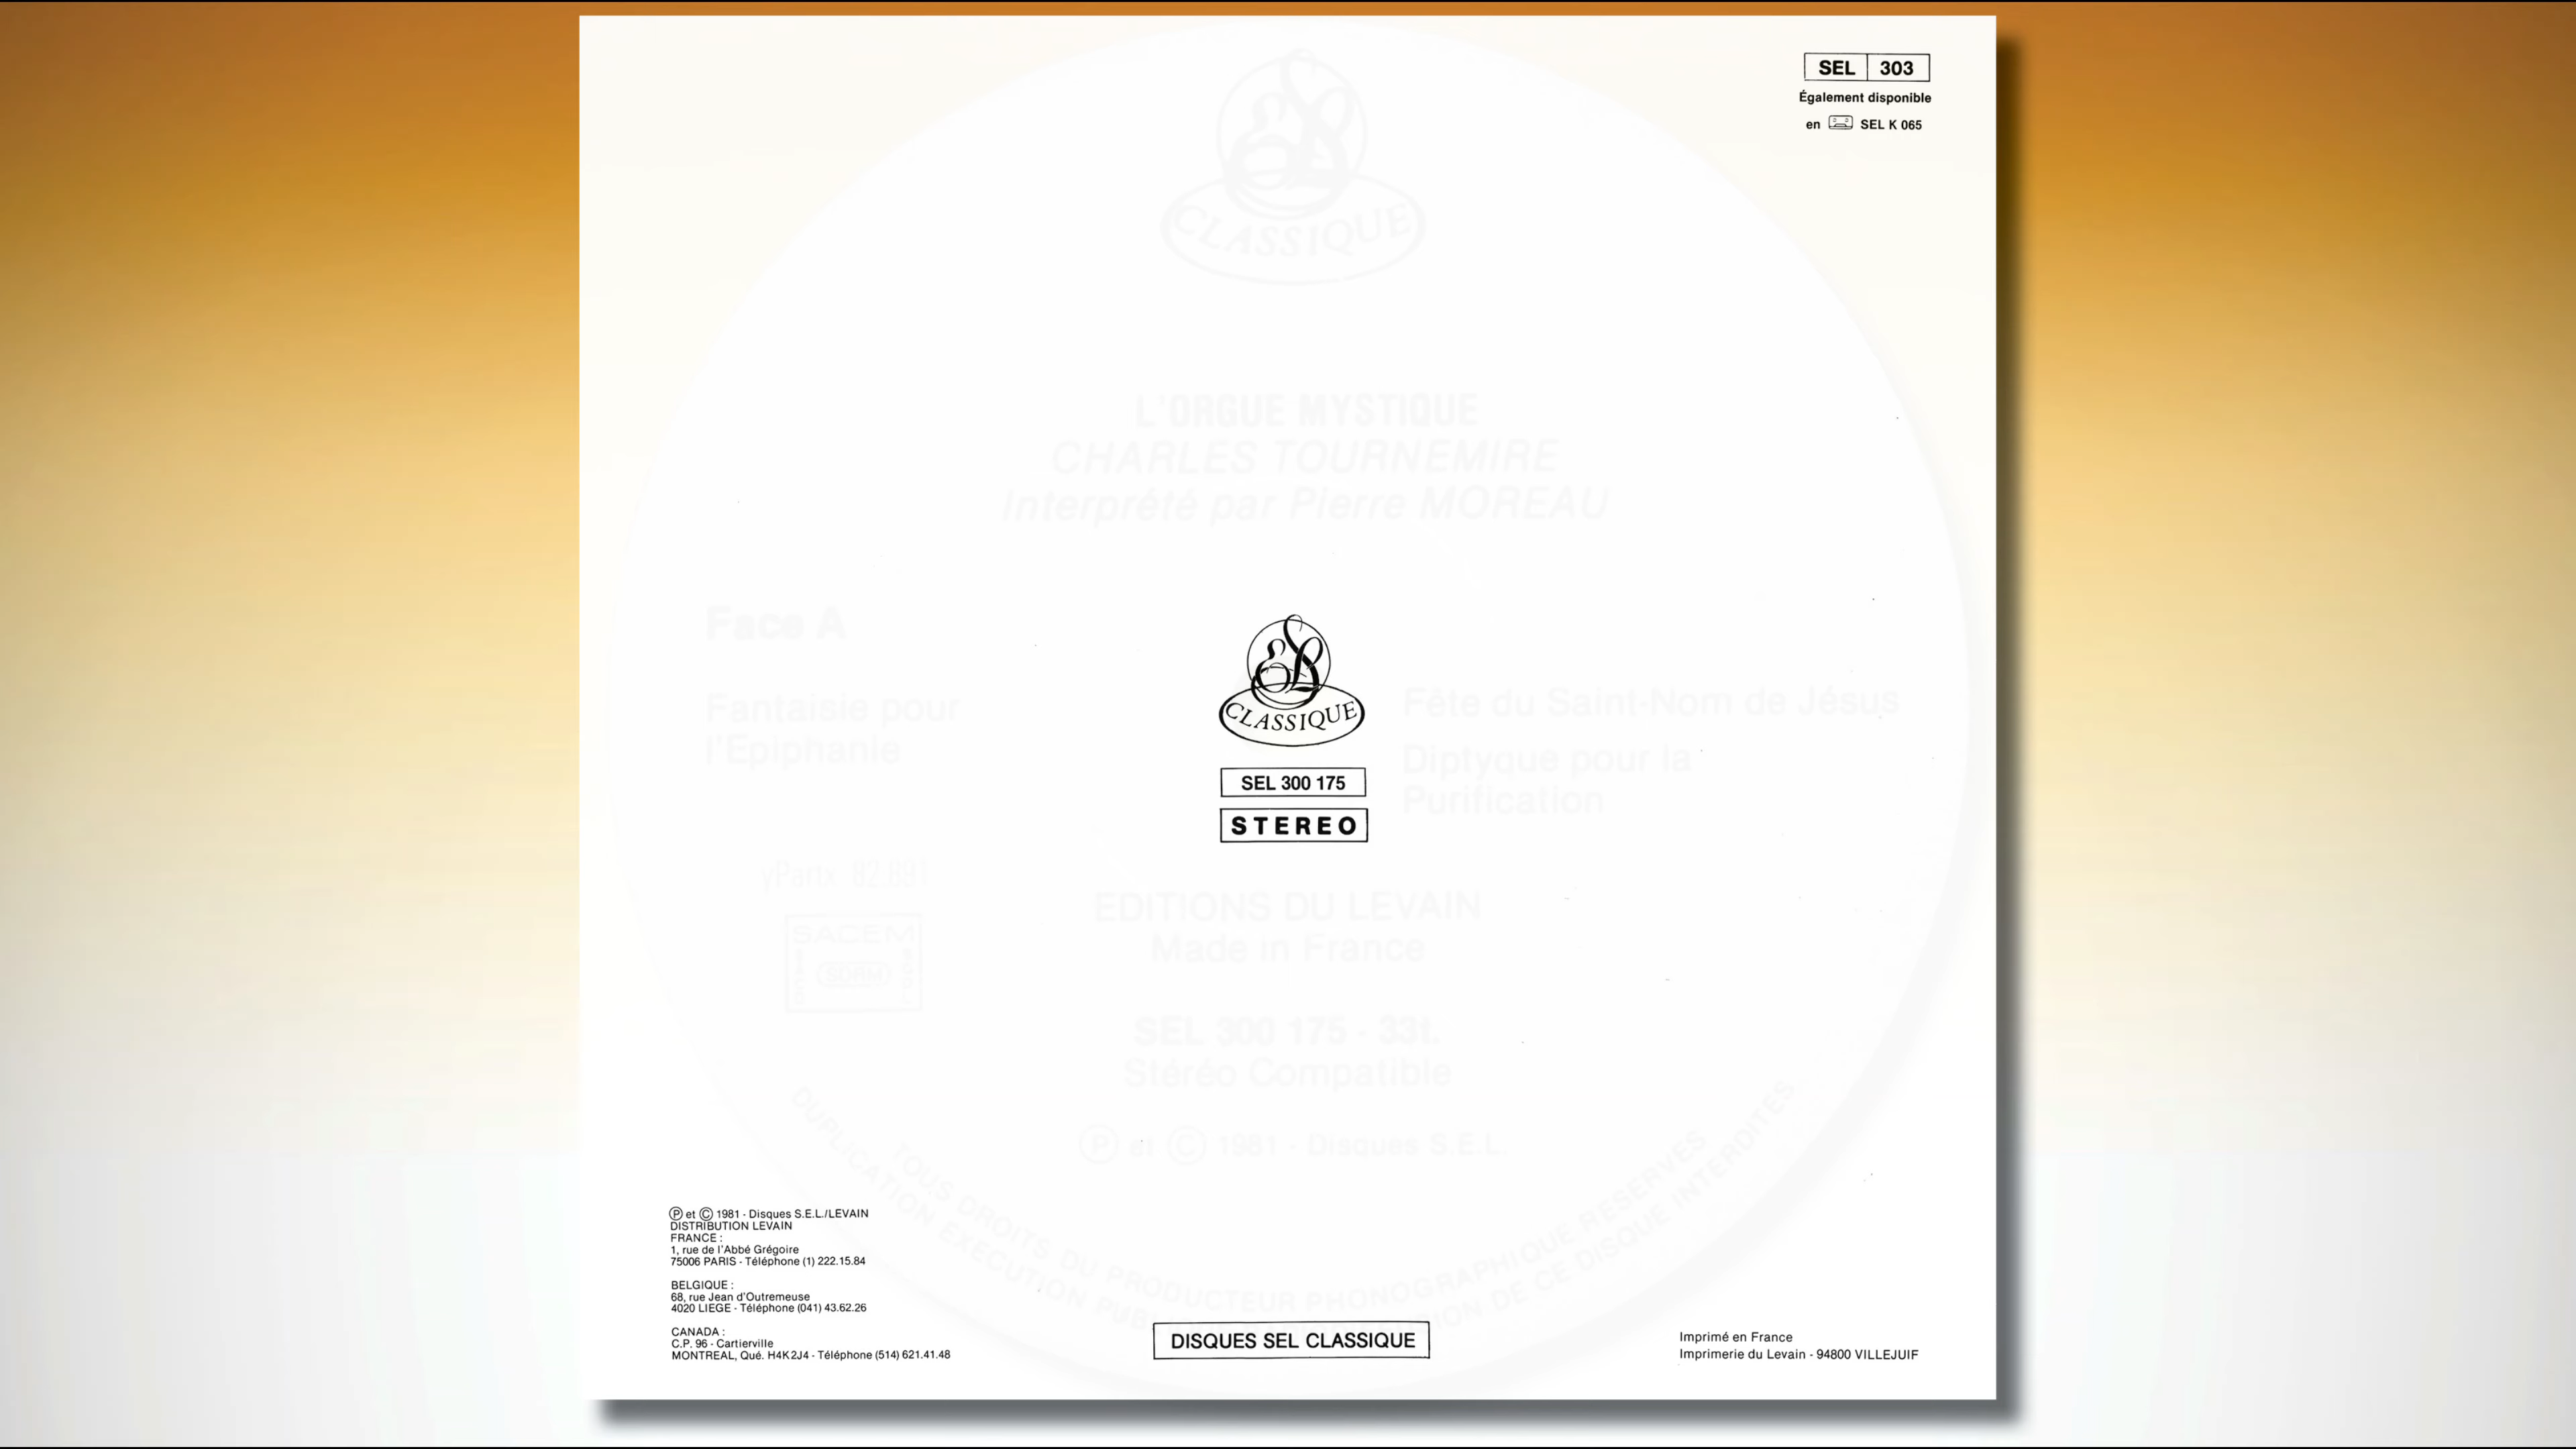 SEL 303
Également disponible
en SEL K 065
CLASSIQUE
L'ORGUE MYSTIQUE
CHARLES TOURNEMIRE
interprété par Pierre MOREAU
Face A
Fantaisie pour
l'Epiphanie
Fête du Saint-Nom de Jésus
Diptyque pour la
Purification
CLASSIQUE
SEL 300 175
STEREO
yPartx 82.891
SACEM
SDRM
EDITIONS DU LEVAIN
Made in France
SEL 300 175 - 33t.
Stéréo Compatible
Ⓟ et Ⓒ 1981 - Disques S.E.L.
TOUS DROITS DU PRODUCTEUR PHONOGRAPHIQUE RESERVES
DUPLICATION EXECUTION DE CE DISQUE INTERDITES
Ⓟ et Ⓒ 1981 - Disques S.E.L./LEVAIN
DISTRIBUTION LEVAIN
FRANCE :
1, rue de l'Abbé Grégoire
75006 PARIS - Téléphone (1) 222.15.84
BELGIQUE :
68, rue Jean d'Outremeuse
4020 LIEGE - Téléphone (041) 43.62.26
CANADA :
C.P. 96 - Cartierville
MONTREAL, Qué. H4K 2J4 - Téléphone (514) 621.41.48
DISQUES SEL CLASSIQUE
Imprimé en France
Imprimerie du Levain - 94800 VILLEJUIF